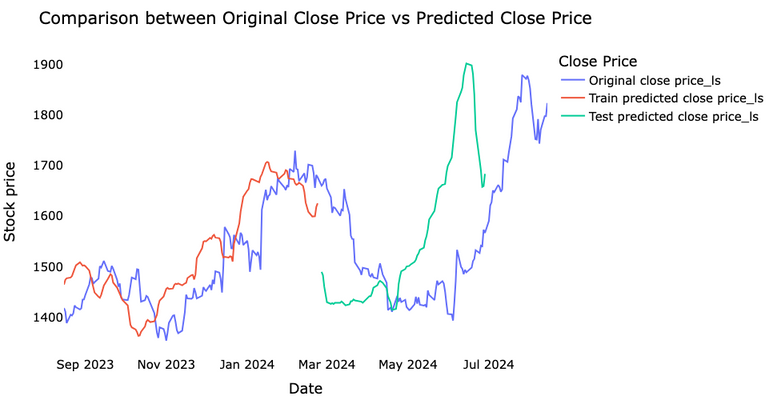 Comparison between Original Close Price vs Predicted Close Price
Close Price
Original close price_ls
Train predicted close price_ls
Test predicted close price_ls
Stock price
1900
1800
1700
1600
1500
1400
Sep 2023 Nov 2023 Jan 2024 Mar 2024 May 2024 Jul 2024
Date